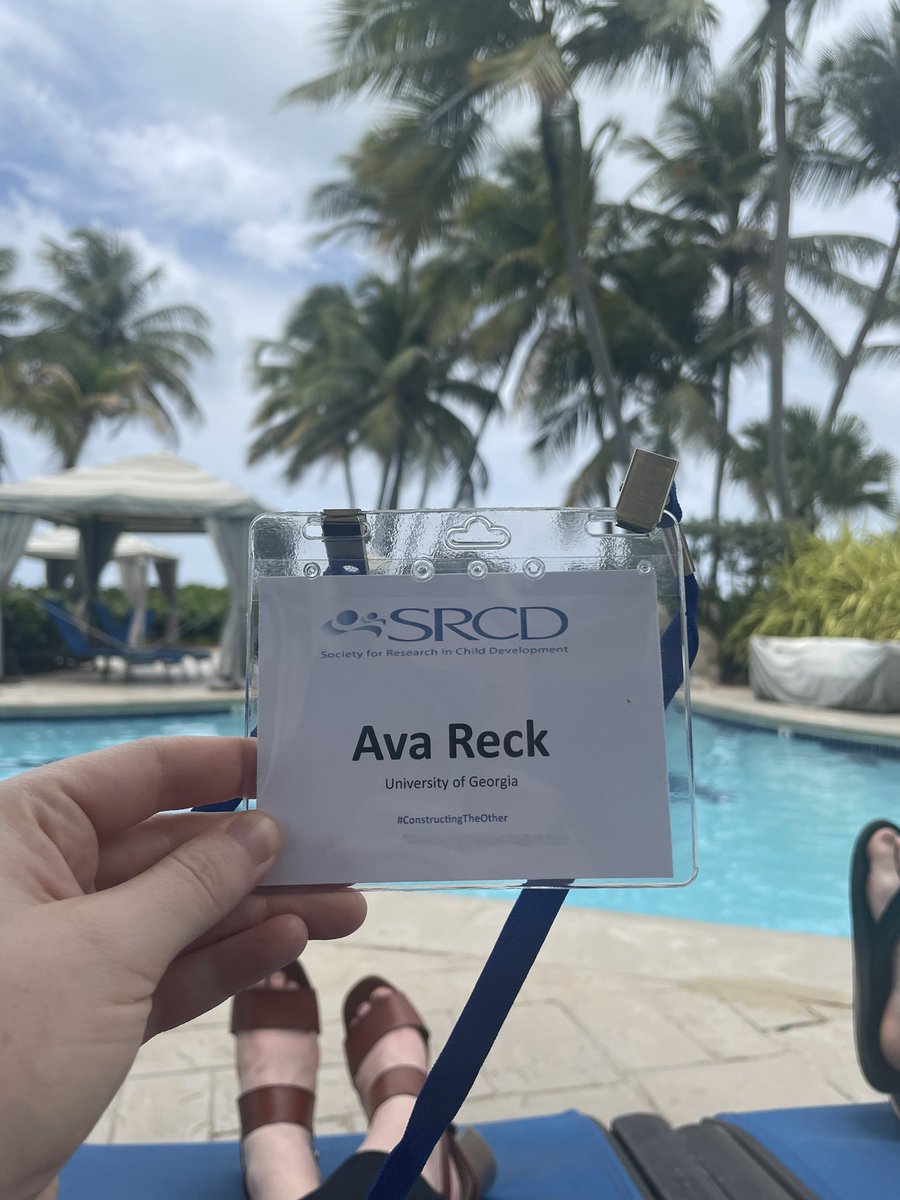 SRCD
Society for Research in Child Development
Ava Reck
University of Georgia
#ConstructingTheOther